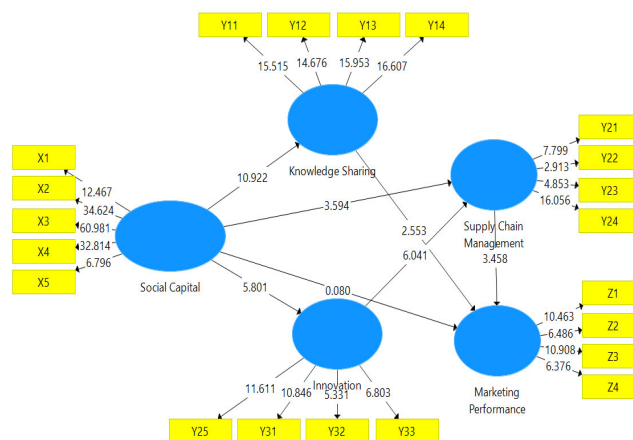 Y11
Y12
Y13
Y14
15.515
14.676
15.953
16.607
Knowledge Sharing
X1
X2
X3
X4
X5
12.467
34.624
60.981
32.814
6.796
Social Capital
10.922
3.594
2.553
6.041
5.801
0.080
3.458
Y21
Y22
Y23
Y24
7.799
2.913
4.853
16.056
Supply Chain
Management
Z1
Z2
Z3
Z4
10.463
6.486
10.908
6.376
Marketing
Performance
Innovation
11.611
10.846
5.331
6.803
Y25
Y31
Y32
Y33